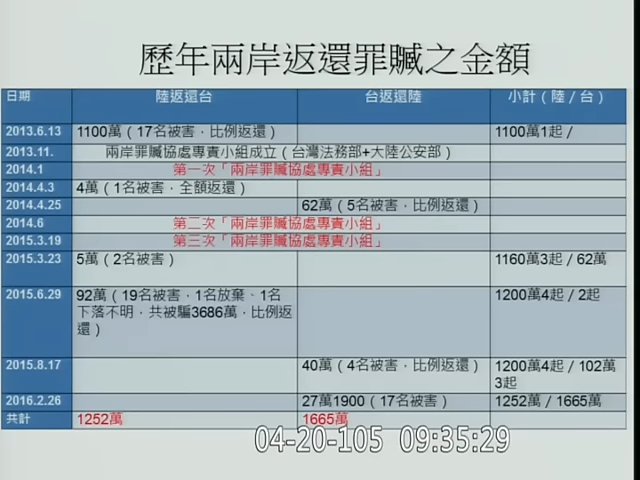 歷年兩岸返還罪贓之金額
日期 陸返還台 台返還陸 小計（陸/台）
2013.6.13 1100萬（17名被害，比例返還） 1100萬1起 /
2013.11. 兩岸罪贓協處專責小組成立（台灣法務部+大陸公安部）
2014.1 第一次「兩岸罪贓協處專責小組」
2014.4.3 4萬（1名被害，全額返還）
2014.4.25 62萬（5名被害，比例返還）
2014.6 第二次「兩岸罪贓協處專責小組」
2015.3.19 第三次「兩岸罪贓協處專責小組」
2015.3.23 5萬（2名被害） 1160萬3起 / 62萬
2015.6.29 92萬（19名被害，1名放棄、1名 1200萬4起 / 2起
下落不明，共被騙3686萬，比例返
還）
2015.8.17 40萬（4名被害，比例返還） 1200萬4起 / 102萬
3起
2016.2.26 27萬1900（17名被害） 1252萬 / 1665萬
共計 1252萬 1665萬
04-20-105 09:35:29